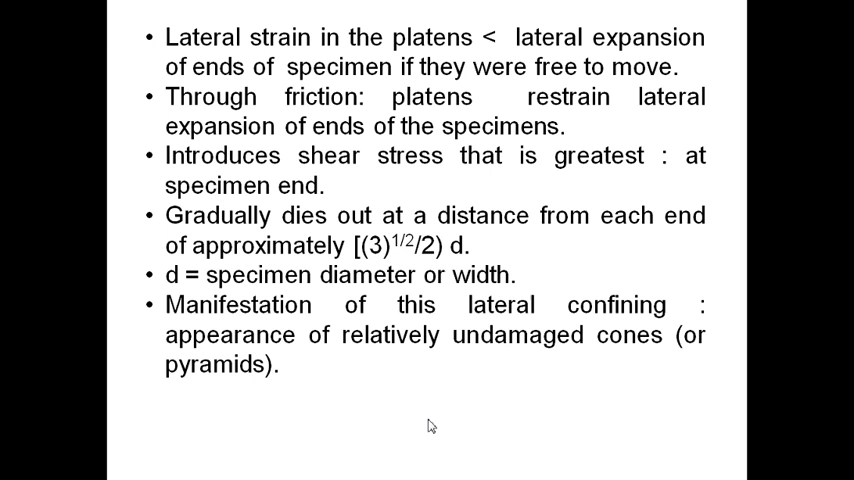 • Lateral strain in the platens < lateral expansion
of ends of specimen if they were free to move.
• Through friction: platens restrain lateral
expansion of ends of the specimens.
• Introduces shear stress that is greatest : at
specimen end.
• Gradually dies out at a distance from each end
of approximately [(3)^1/2/2) d.
• d = specimen diameter or width.
• Manifestation of this lateral confining :
appearance of relatively undamaged cones (or
pyramids).